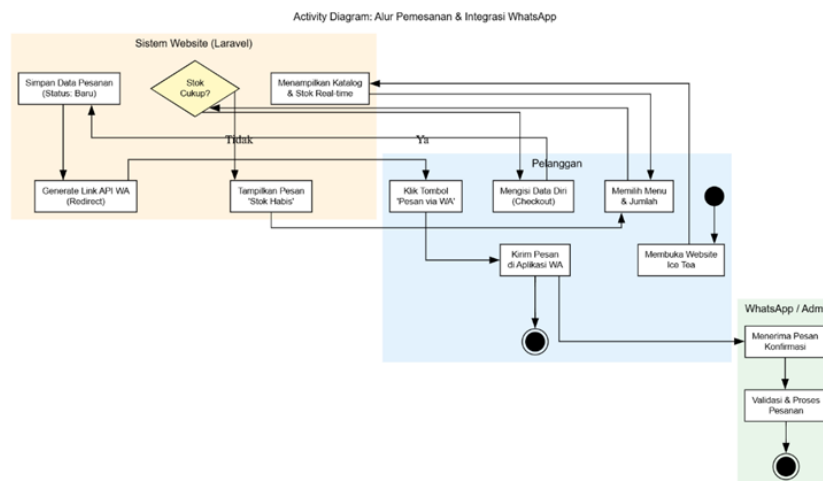 Activity Diagram: Alur Pemesanan & Integrasi WhatsApp
Sistem Website (Laravel)
Simpan Data Pesanan
(Status: Baru)
Stok
Cukup?
Menampilkan Katalog
& Stok Real-time
Tidak
Ya
Pelanggan
Generate Link API WA
(Redirect)
Tampilkan Pesan
'Stok Habis'
Klik Tombol
'Pesan via WA'
Mengisi Data Diri
(Checkout)
Memilih Menu
& Jumlah
Kirim Pesan
di Aplikasi WA
Membuka Website
Ice Tea
WhatsApp / Adm
Menerima Pesan
Konfirmasi
Validasi & Proses
Pesanan